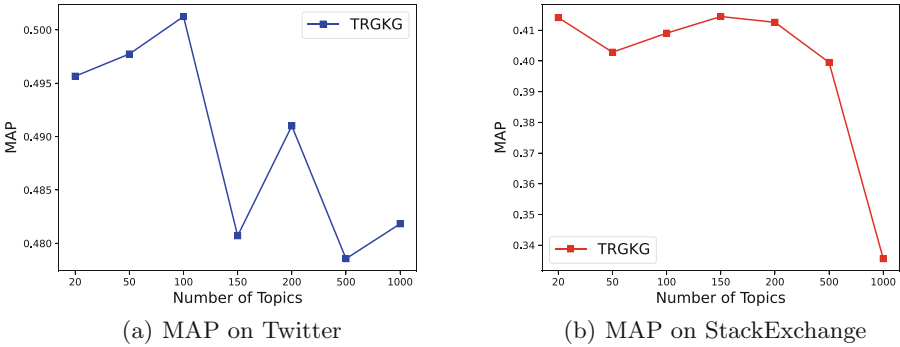 0.500
0.495
0.490
0.485
0.480
MAP
TRGKG
20 50 100 150 200 500 1000
Number of Topics
(a) MAP on Twitter
0.41
0.40
0.39
0.38
0.37
0.36
0.35
0.34
MAP
TRGKG
20 50 100 150 200 500 1000
Number of Topics
(b) MAP on StackExchange